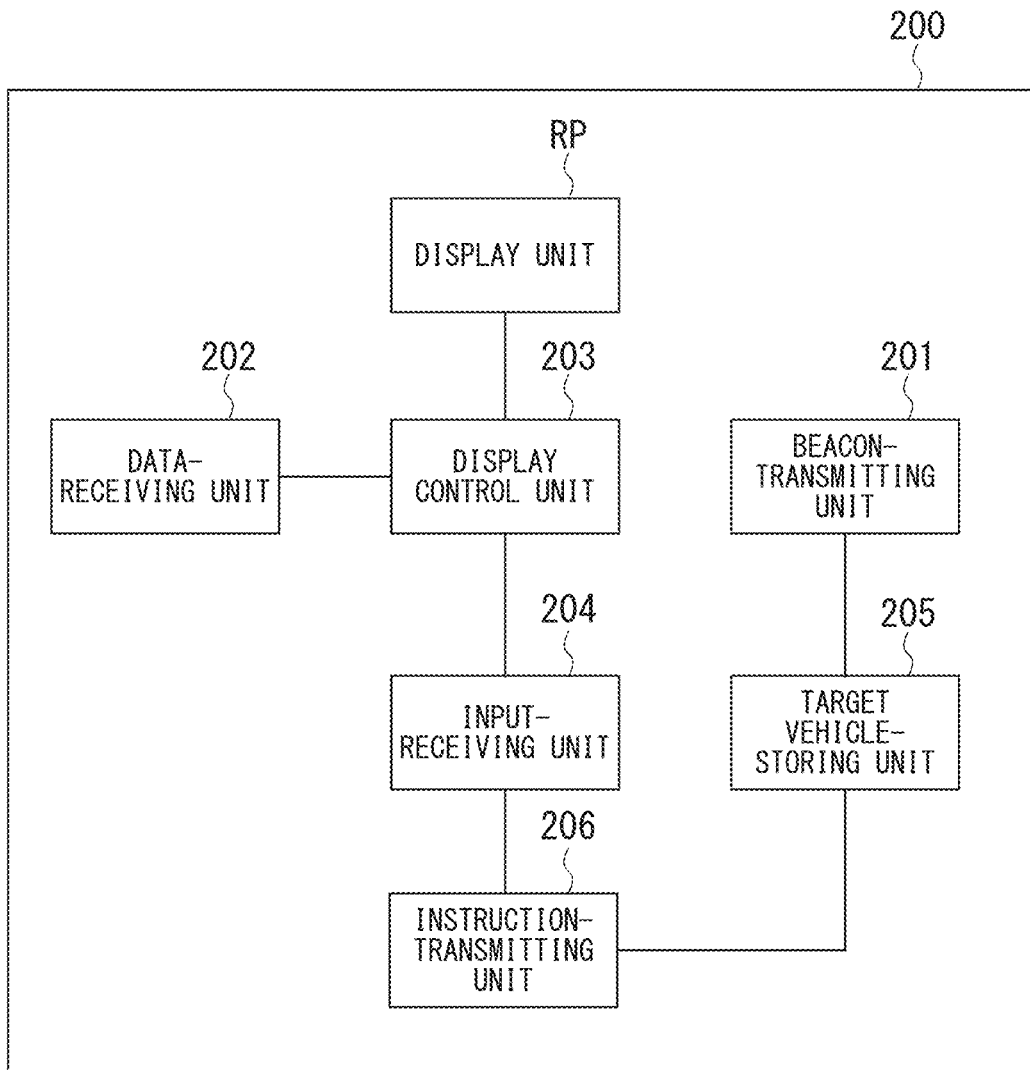 200
RP
DISPLAY UNIT
202
203
201
DATA-
RECEIVING UNIT
DISPLAY
CONTROL UNIT
BEACON-
TRANSMITTING
UNIT
204
205
INPUT-
RECEIVING UNIT
TARGET
VEHICLE-
STORING UNIT
206
INSTRUCTION-
TRANSMITTING
UNIT